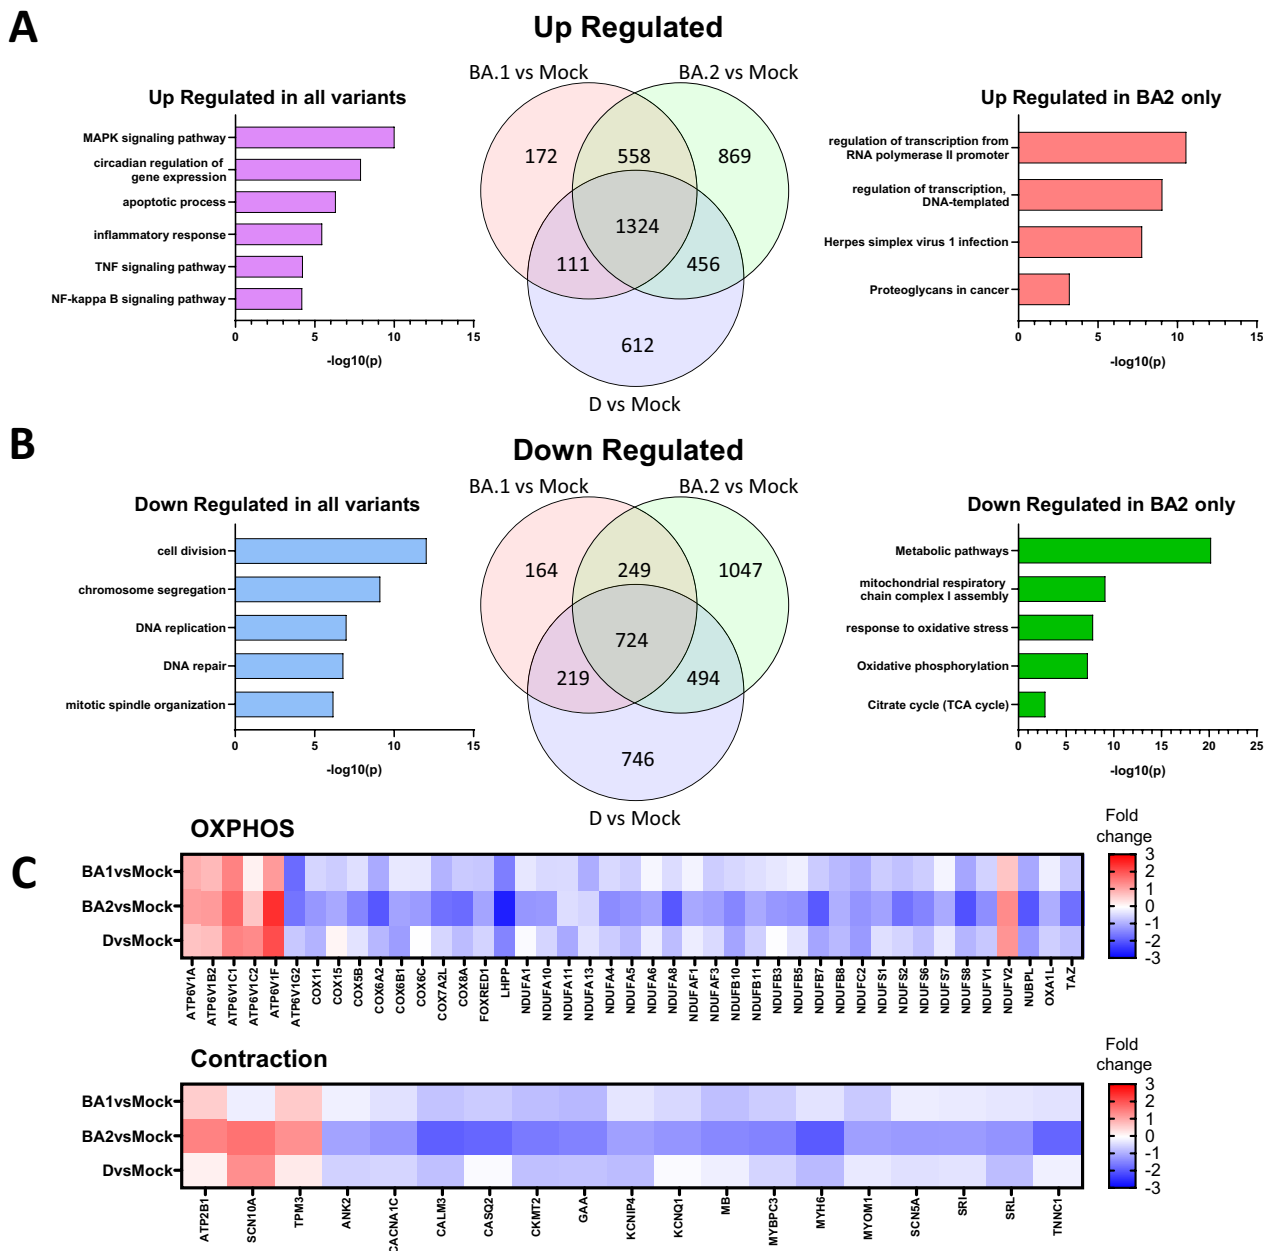 A
Up Regulated
BA.1 vs Mock
BA.2 vs Mock
Up Regulated in all variants
MAPK signaling pathway
circadian regulation of
gene expression
apoptotic process
inflammatory response
TNF signaling pathway
NF-kappa B signaling pathway
0 5 10 15
-log10(p)
172
558
869
1324
111
456
612
D vs Mock
Up Regulated in BA2 only
regulation of transcription from
RNA polymerase II promoter
regulation of transcription,
DNA-templated
Herpes simplex virus 1 infection
Proteoglycans in cancer
0 5 10 15
-log10(p)
B
Down Regulated
BA.1 vs Mock
BA.2 vs Mock
Down Regulated in all variants
cell division
chromosome segregation
DNA replication
DNA repair
mitotic spindle organization
0 5 10 15
-log10(p)
164
249
1047
724
219
494
746
D vs Mock
Down Regulated in BA2 only
Metabolic pathways
mitochondrial respiratory
chain complex I assembly
response to oxidative stress
Oxidative phosphorylation
Citrate cycle (TCA cycle)
0 5 10 15 20 25
-log10(p)
C
OXPHOS
BA1vsMock
BA2vsMock
DvsMock
ATP6V1A
ATP6V1B2
ATP6V1C1
ATP6V1C2
ATP6V1F
ATP6V1G2
COX11
COX15
COX5B
COX6A2
COX6B1
COX6C
COX7A2L
COX8A
FOXRED1
LHPP
NDUFA1
NDUFA10
NDUFA11
NDUFA13
NDUFA4
NDUFA5
NDUFA6
NDUFA8
NDUFAF1
NDUFAF3
NDUFB10
NDUFB11
NDUFB3
NDUFB5
NDUFB7
NDUFB8
NDUFC2
NDUFS1
NDUFS2
NDUFS6
NDUFS7
NDUFS8
NDUFV1
NDUFV2
NUBPL
OXA1L
TAZ
Fold
change
3
2
1
0
-1
-2
-3
Contraction
BA1vsMock
BA2vsMock
DvsMock
ATP2B1
SCN10A
TPM3
ANK2
CACNA1C
CALM3
CASQ2
CKMT2
GAA
KCNIP4
KCNQ1
MB
MYBPC3
MYH6
MYOM1
SCN5A
SRI
SRL
TNNC1
Fold
change
3
2
1
0
-1
-2
-3